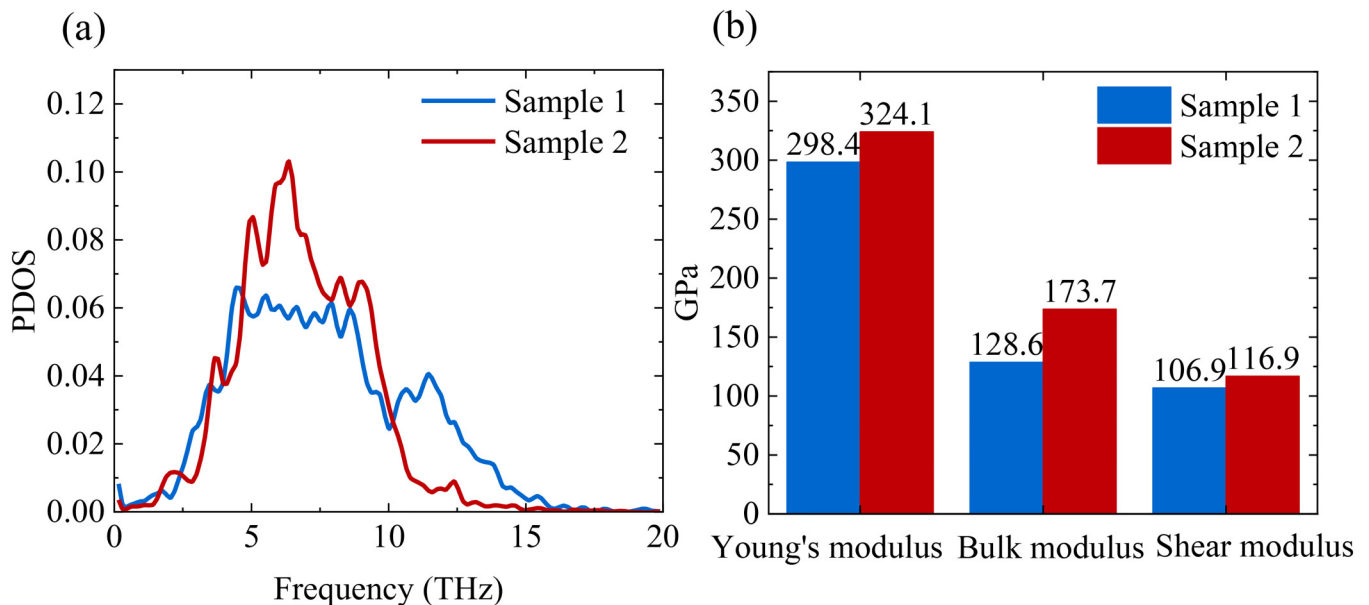 (a)
PDOS
0.12
0.10
0.08
0.06
0.04
0.02
0.00
Sample 1
Sample 2
0 5 10 15 20
Frequency (THz)
(b)
GPa
350
300
250
200
150
100
50
0
Sample 1
Sample 2
298.4 324.1
128.6 173.7
106.9 116.9
Young's modulus Bulk modulus Shear modulus